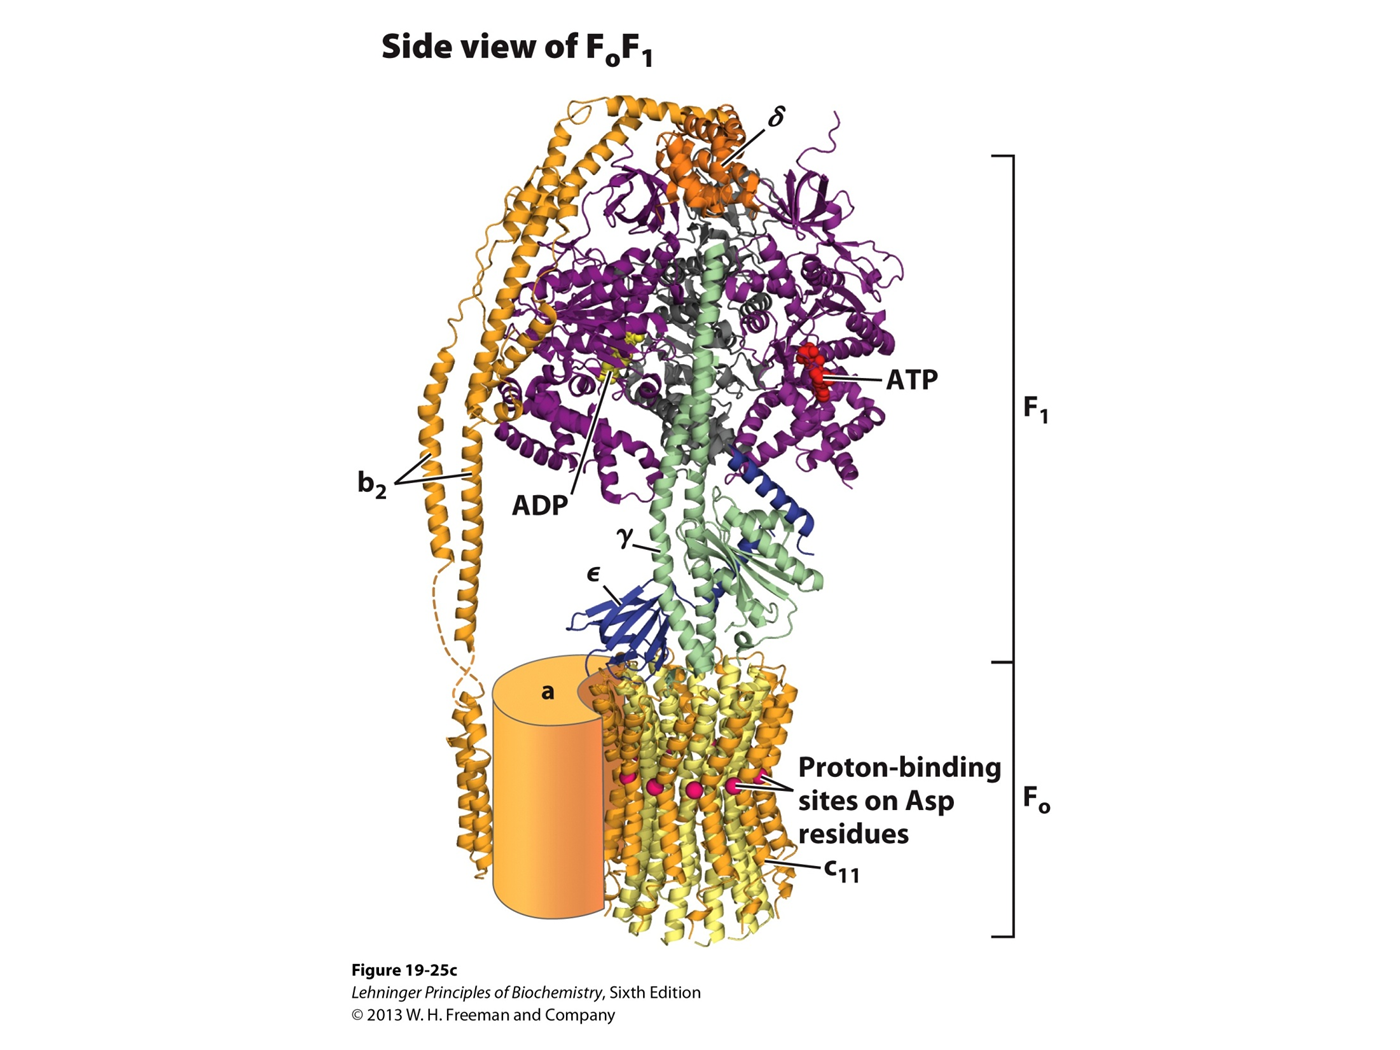 Side view of FₒF₁
δ
ATP
F₁
b₂
ADP
γ
ϵ
a
Proton-binding
sites on Asp
residues
Fₒ
c₁₁
Figure 19-25c
Lehninger Principles of Biochemistry, Sixth Edition
© 2013 W. H. Freeman and Company